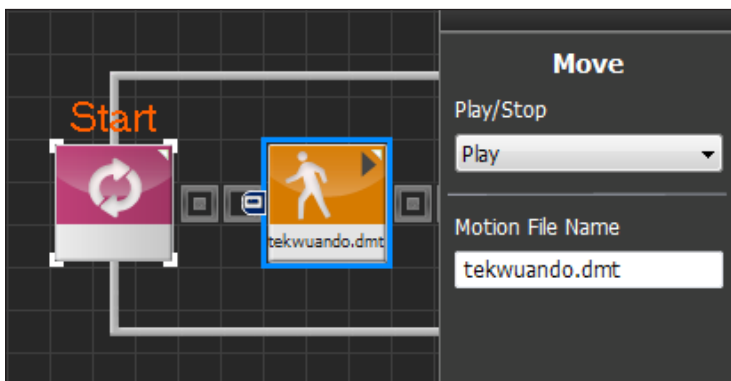 Start
tekwuando.dmt
Move
Play/Stop
Play
Motion File Name
tekwuando.dmt